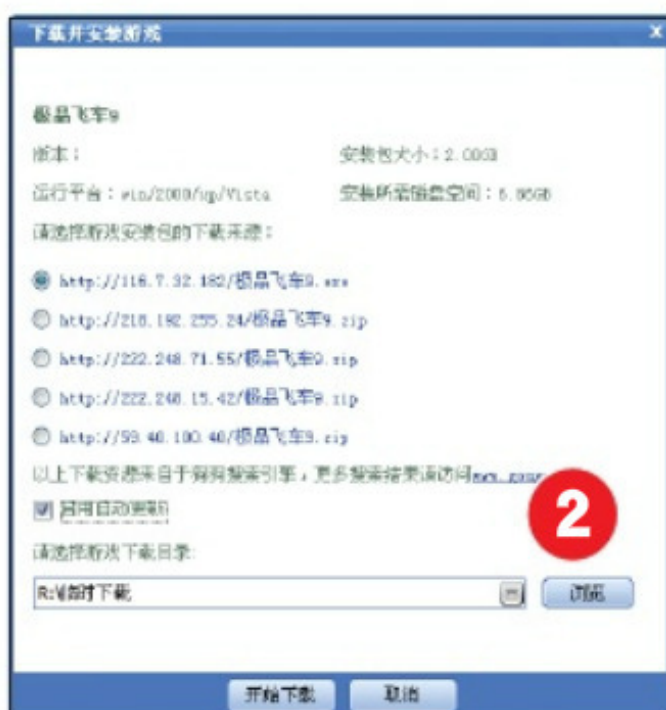 下载并安装游戏
极品飞车9
版本：
安装包大小：2.00GB
运行平台：win/2000/xp/Vista
安装所需磁盘空间：6.00GB
请选择游戏安装包的下载来源：
http://116.7.32.182/极品飞车9.exe
http://218.192.255.24/极品飞车9.zip
http://222.248.71.55/极品飞车9.zip
http://222.248.15.42/极品飞车9.zip
http://59.40.100.40/极品飞车9.zip
以上下载资源来自于狗狗搜索引擎，更多搜索结果请访问
启用自动更新
2
请选择游戏下载目录：
R:\临时下载
浏览
开始下载
取消